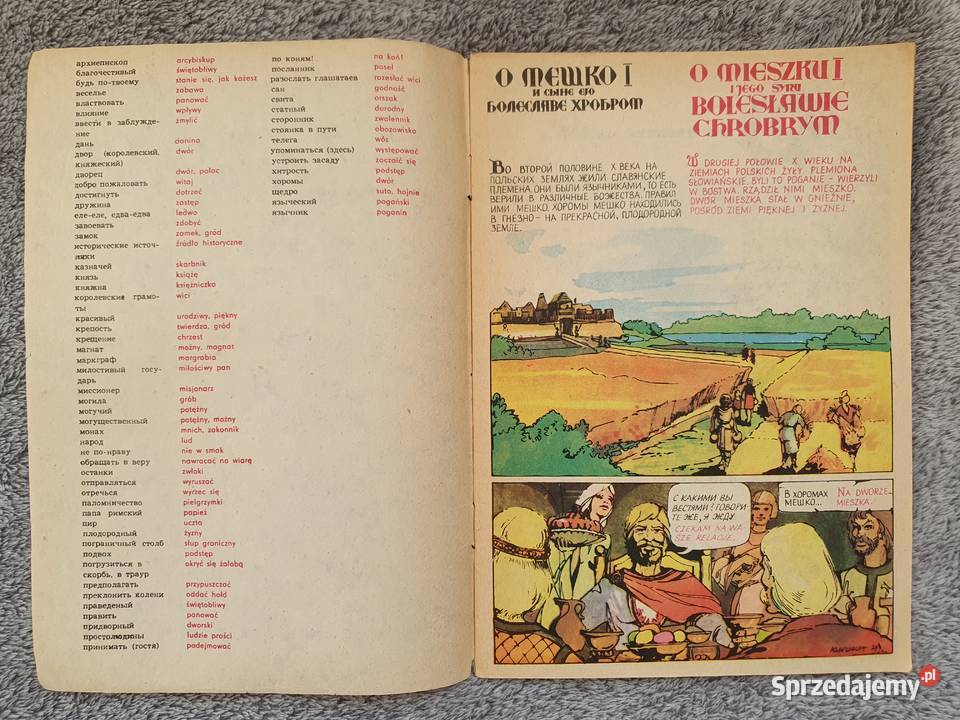 архиепископ arcybiskup
благочестивый świętobliwy
будь по-твоему stanie się, jak każesz
веселье zabawa
властвовать panować
влияние wpływy
ввести в заблужде- zmylić
ние
дань danina
двор (королевский, dwór
княжеский)
дворец dwór, pałac
добро пожаловать witaj
достигнуть dotrzeć
дружина zastęp
еле-еле, едва-едва ledwo
завоевать zdobyć
замок zamek, gród
исторические источ- źródła historyczne
ники
казначей skarbnik
князь książę
княжна księżniczka
королевские грамо- wici
ты
красивый urodziwy, piękny
крепость twierdza, gród
крещение chrzest
магнат możny, magnat
маркграф margrabia
милостивый госу- miłościwy pan
дарь
миссионер misjonarz
могила grób
могучий potężny
могущественный potężny, możny
монах mnich, zakonnik
народ lud
не по-нраву nie w smak
обращать в веру nawracać na wiarę
останки zwłoki
отправляться wyruszać
отречься wyrzec się
паломничество pielgrzymki
папа римский papież
пир uczta
плодородный żyzny
пограничный столб słup graniczny
подвох podstęp
погрузиться в okryć się żałobą
скорбь, в траур
предполагать przypuszczać
преклонить колени oddać hołd
праведеный świętobliwy
править panować
придворный dworski
простолюдины ludzie prości
принимать (гостя) podejmować
по коням! na koń!
посланник poseł
разослать глашатаев rozesłać wici
сан godność
свита orszak
статный dorodny
сторонник zwolennik
стоянка в пути obozowisko
телега wóz
упоминаться (здесь) występować
устроить засаду zaczaić się
хитрость podstęp
хоромы dwór
щедро suto, hojnie
языческий pogański
язычник poganin
О МЕШКО I
И СЫНЕ ЕГО
БОЛЕСЛАВЕ ХРОБРОМ
O MIESZKU I
I JEGO SYNU
BOLESŁAWIE
CHROBRYM
ВО ВТОРОЙ ПОЛОВИНЕ X ВЕКА НА
ПОЛЬСКИХ ЗЕМЛЯХ ЖИЛИ СЛАВЯНСКИЕ
ПЛЕМЕНА. ОНИ БЫЛИ ЯЗЫЧНИКАМИ, ТО ЕСТЬ
ВЕРИЛИ В РАЗЛИЧНЫЕ БОЖЕСТВА. ПРАВИЛ
ИМИ МЕШКО. ХОРОМЫ МЕШКО НАХОДИЛИСЬ
В ГНЕЗНО – НА ПРЕКРАСНОЙ, ПЛОДОРОДНОЙ
ЗЕМЛЕ.
W DRUGIEJ POŁOWIE X WIEKU NA
ZIEMIACH POLSKICH ŻYŁY PLEMIONA
SŁOWIAŃSKIE. BYLI TO POGANIE – WIERZYLI
W BÓSTWA. RZĄDZIŁ NIMI MIESZKO.
DWÓR MIESZKA STAŁ W GNIEŹNIE,
POŚRÓD ZIEMI PIĘKNEJ I ŻYZNEJ.
С КАКИМИ ВЫ
ВЕСТЯМИ? ГОВОРИ-
ТЕ ЖЕ, Я ЖДУ.
CZEKAM NA WA-
SZE RELACJE.
В ХОРОМАХ
МЕШКО...
NA DWORZE
MIESZKA.
Sprzedajemy.pl